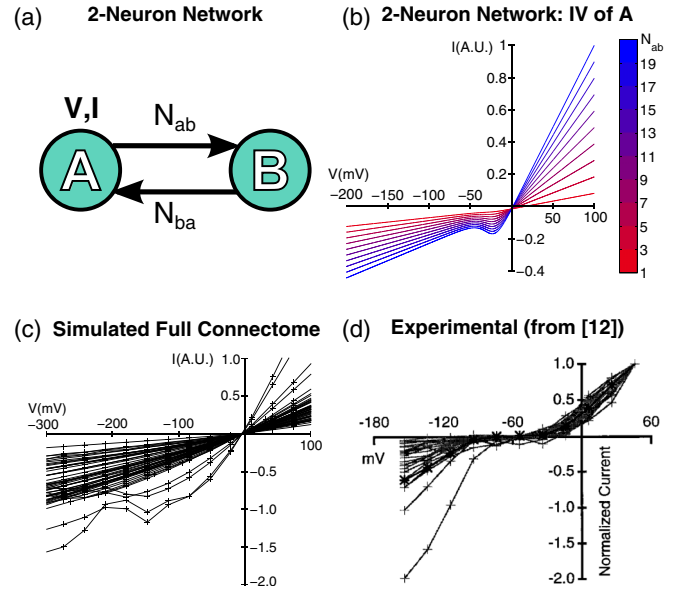 (a) 2-Neuron Network
V,I
N_ab
A
B
N_ba
(b) 2-Neuron Network: IV of A
I(A.U.)
N_ab
1
0.8
0.6
0.4
0.2
V(mV)
−200 −150 −100 −50
50 100
−0.2
−0.4
19
17
15
13
11
9
7
5
3
1
(c) Simulated Full Connectome
I(A.U.)
1.0
0.5
V(mV)
−300 −200 −100
100
−0.5
−1.0
−1.5
−2.0
(d) Experimental (from [12])
1.0
0.5
-180 -120 -60 60
mV
-0.5
-1.0
-1.5
-2.0
Normalized Current